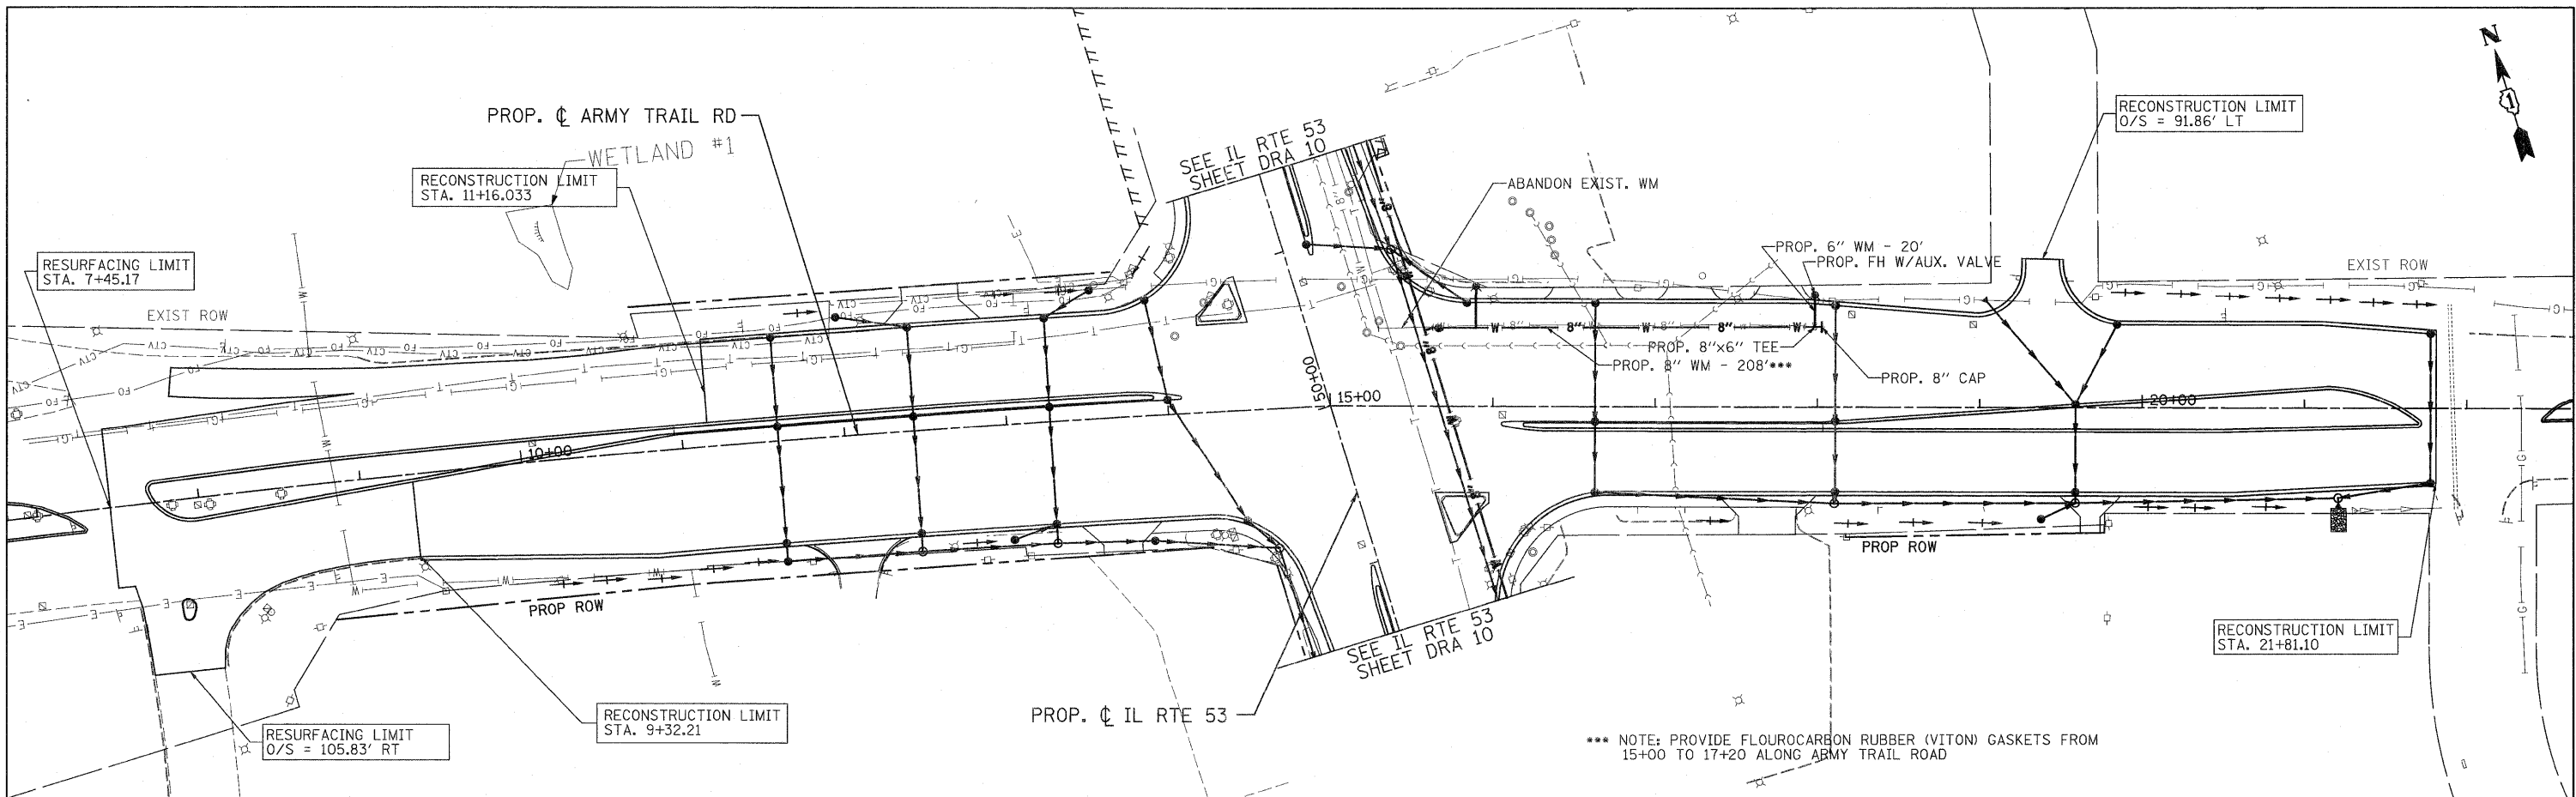 N
1
PROP. ℄ ARMY TRAIL RD
WETLAND #1
RECONSTRUCTION LIMIT
STA. 11+16.033
RESURFACING LIMIT
STA. 7+45.17
EXIST ROW
SEE IL RTE 53
SHEET DRA 10
ABANDON EXIST. WM
RECONSTRUCTION LIMIT
O/S = 91.86' LT
PROP. 6" WM - 20'
PROP. FH W/AUX. VALVE
EXIST ROW
8"
W 8" W 8" W
PROP. 8"x6" TEE
PROP. 8" WM - 208'***
PROP. 8" CAP
10+00
50+00
15+00
20+00
PROP ROW
PROP ROW
SEE IL RTE 53
SHEET DRA 10
PROP. ℄ IL RTE 53
RECONSTRUCTION LIMIT
STA. 9+32.21
RESURFACING LIMIT
O/S = 105.83' RT
RECONSTRUCTION LIMIT
STA. 21+81.10
*** NOTE: PROVIDE FLOUROCARBON RUBBER (VITON) GASKETS FROM
15+00 TO 17+20 ALONG ARMY TRAIL ROAD